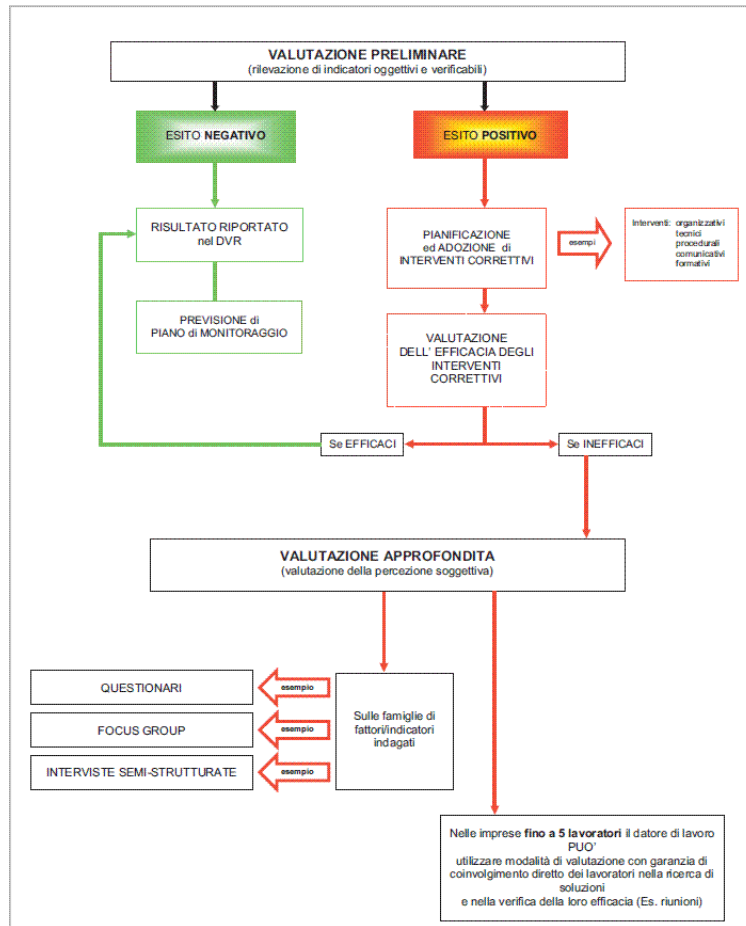 VALUTAZIONE PRELIMINARE
(rilevazione di indicatori oggettivi e verificabili)
ESITO NEGATIVO
ESITO POSITIVO
RISULTATO RIPORTATO
nel DVR
PIANIFICAZIONE
ed ADOZIONE di
INTERVENTI CORRETTIVI
esempi
Interventi: organizzativi
tecnici
procedurali
comunicativi
formativi
PREVISIONE di
PIANO di MONITORAGGIO
VALUTAZIONE
DELL' EFFICACIA DEGLI
INTERVENTI
CORRETTIVI
Se EFFICACI
Se INEFFICACI
VALUTAZIONE APPROFONDITA
(valutazione della percezione soggettiva)
QUESTIONARI
esempio
FOCUS GROUP
esempio
INTERVISTE SEMI-STRUTTURATE
esempio
Sulle famiglie di
fattori/indicatori
indagati
Nelle imprese fino a 5 lavoratori il datore di lavoro
PUO'
utilizzare modalità di valutazione con garanzia di
coinvolgimento diretto dei lavoratori nella ricerca di
soluzioni
e nella verifica della loro efficacia (Es. riunioni)